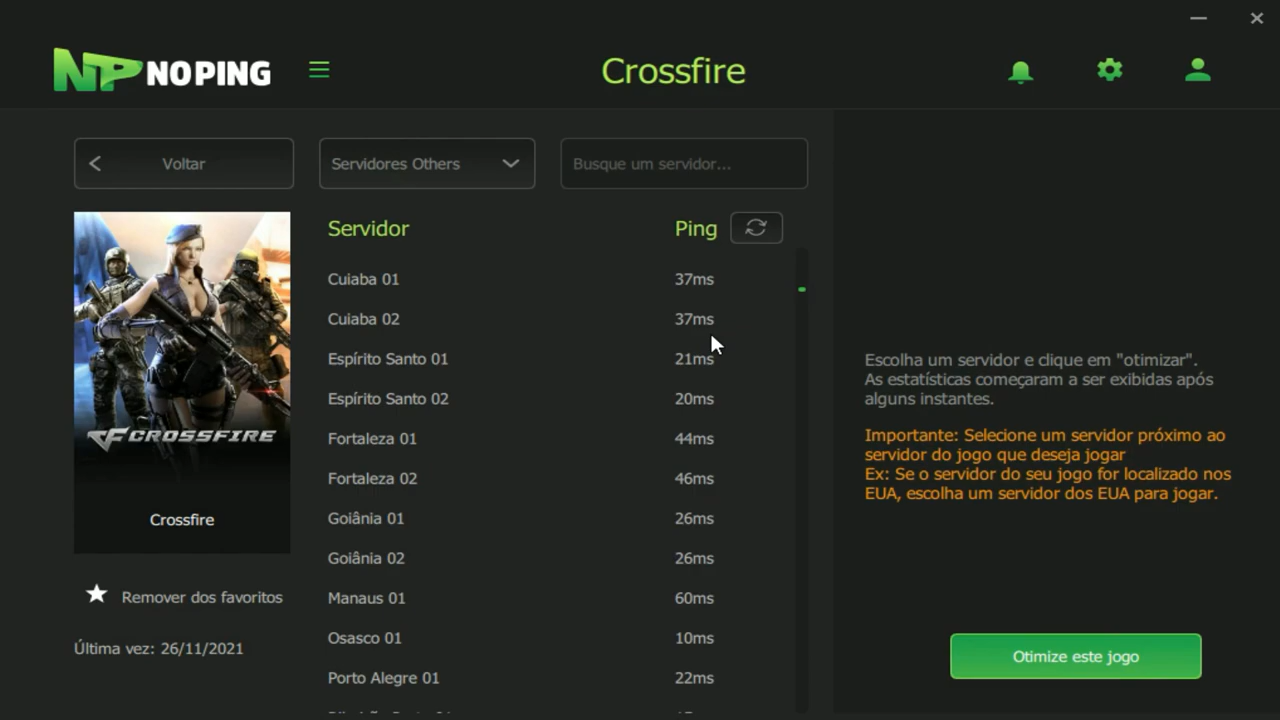 NP NOPING
Crossfire
Voltar
Servidores Others
Busque um servidor...
Servidor Ping
Cuiaba 01 37ms
Cuiaba 02 37ms
Espírito Santo 01 21ms
Espírito Santo 02 20ms
Fortaleza 01 44ms
Fortaleza 02 46ms
Goiânia 01 26ms
Goiânia 02 26ms
Manaus 01 60ms
Osasco 01 10ms
Porto Alegre 01 22ms
CF CROSSFIRE
Crossfire
Remover dos favoritos
Última vez: 26/11/2021
Escolha um servidor e clique em "otimizar".
As estatísticas começaram a ser exibidas após
alguns instantes.
Importante: Selecione um servidor próximo ao
servidor do jogo que deseja jogar
Ex: Se o servidor do seu jogo for localizado nos
EUA, escolha um servidor dos EUA para jogar.
Otimize este jogo